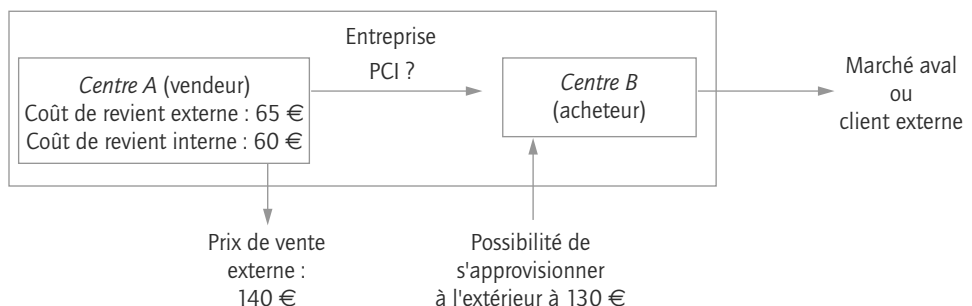 Entreprise
PCI ?
Centre A (vendeur)
Coût de revient externe : 65 €
Coût de revient interne : 60 €
Centre B
(acheteur)
Marché aval
ou
client externe
Prix de vente
externe :
140 €
Possibilité de
s'approvisionner
à l'extérieur à 130 €